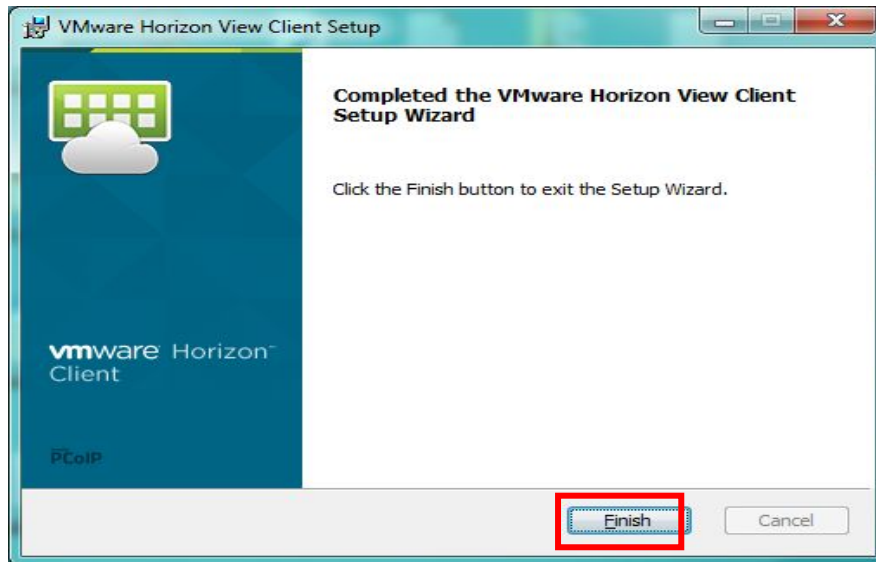 VMware Horizon View Client Setup
Completed the VMware Horizon View Client
Setup Wizard
Click the Finish button to exit the Setup Wizard.
vmware Horizon™
Client
PCoIP
Finish
Cancel